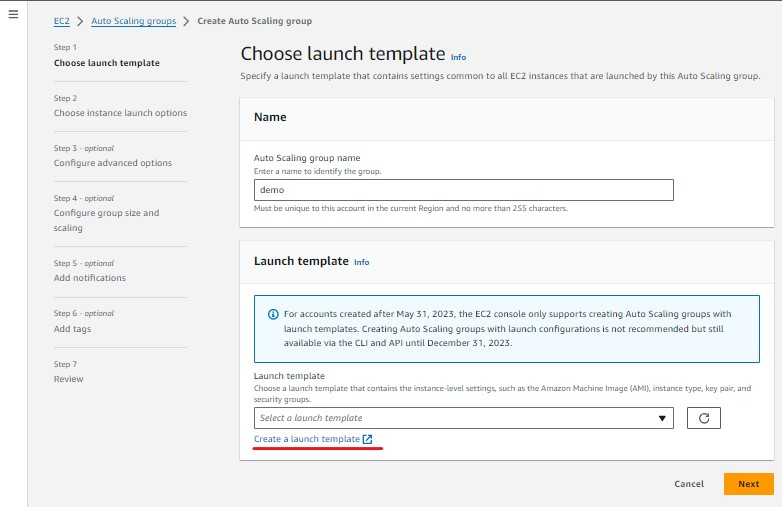 EC2 > Auto Scaling groups > Create Auto Scaling group
Step 1
Choose launch template
Step 2
Choose instance launch options
Step 3 - optional
Configure advanced options
Step 4 - optional
Configure group size and
scaling
Step 5 - optional
Add notifications
Step 6 - optional
Add tags
Step 7
Review
Choose launch template Info
Specify a launch template that contains settings common to all EC2 instances that are launched by this Auto Scaling group.
Name
Auto Scaling group name
Enter a name to identify the group.
demo
Must be unique to this account in the current Region and no more than 255 characters.
Launch template Info
For accounts created after May 31, 2023, the EC2 console only supports creating Auto Scaling groups with
launch templates. Creating Auto Scaling groups with launch configurations is not recommended but still
available via the CLI and API until December 31, 2023.
Launch template
Choose a launch template that contains the instance-level settings, such as the Amazon Machine Image (AMI), instance type, key pair, and
security groups.
Select a launch template
Create a launch template
Cancel
Next